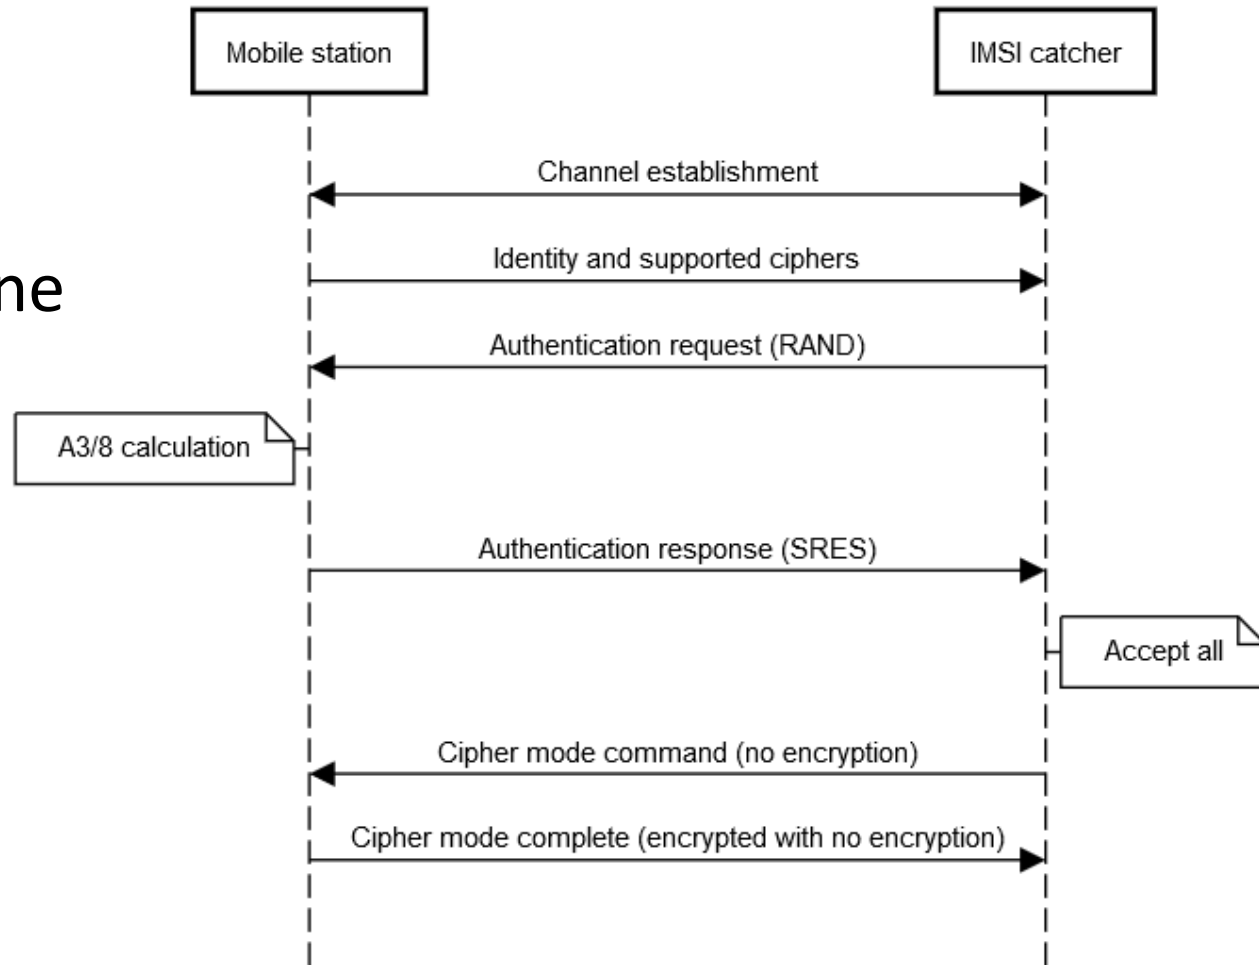 Mobile station
IMSI catcher
Channel establishment
Identity and supported ciphers
Authentication request (RAND)
A3/8 calculation
Authentication response (SRES)
Accept all
Cipher mode command (no encryption)
Cipher mode complete (encrypted with no encryption)